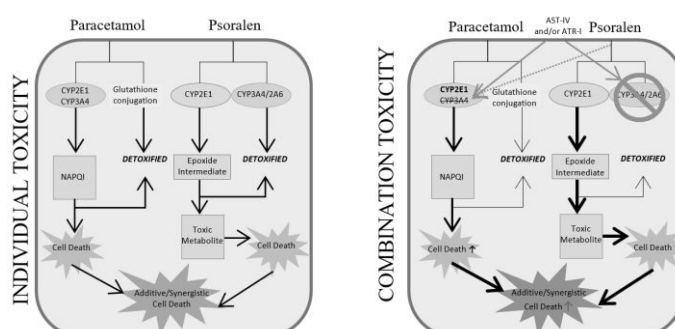 INDIVIDUAL TOXICITY
Paracetamol
Psoralen
CYP2E1
CYP3A4
Glutathione
conjugation
CYP2E1
CYP3A4/2A6
NAPQI
DETOXIFIED
Epoxide
Intermediate
DETOXIFIED
Toxic
Metabolite
Cell Death
Cell Death
Additive/Synergistic
Cell Death
COMBINATION TOXICITY
AST-IV
and/or ATR-I
Paracetamol
Psoralen
CYP2E1
CYP3A4
Glutathione
conjugation
CYP2E1
CYP3A4/2A6
NAPQI
DETOXIFIED
Epoxide
Intermediate
DETOXIFIED
Toxic
Metabolite
Cell Death ↑
Cell Death
Additive/Synergistic
Cell Death ↑